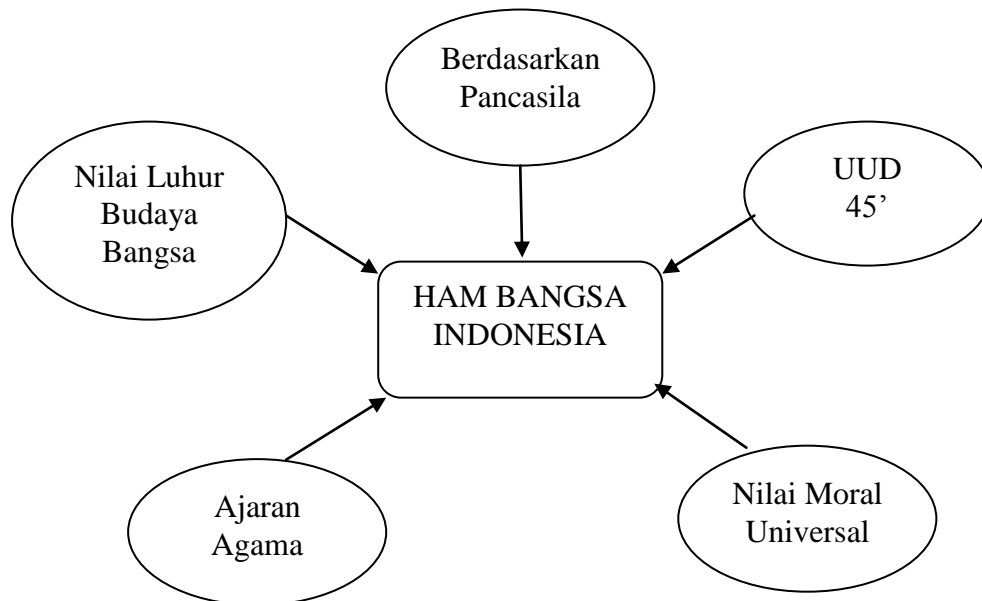 Berdasarkan
Pancasila
Nilai Luhur
Budaya
Bangsa
UUD
45’
HAM BANGSA
INDONESIA
Ajaran
Agama
Nilai Moral
Universal